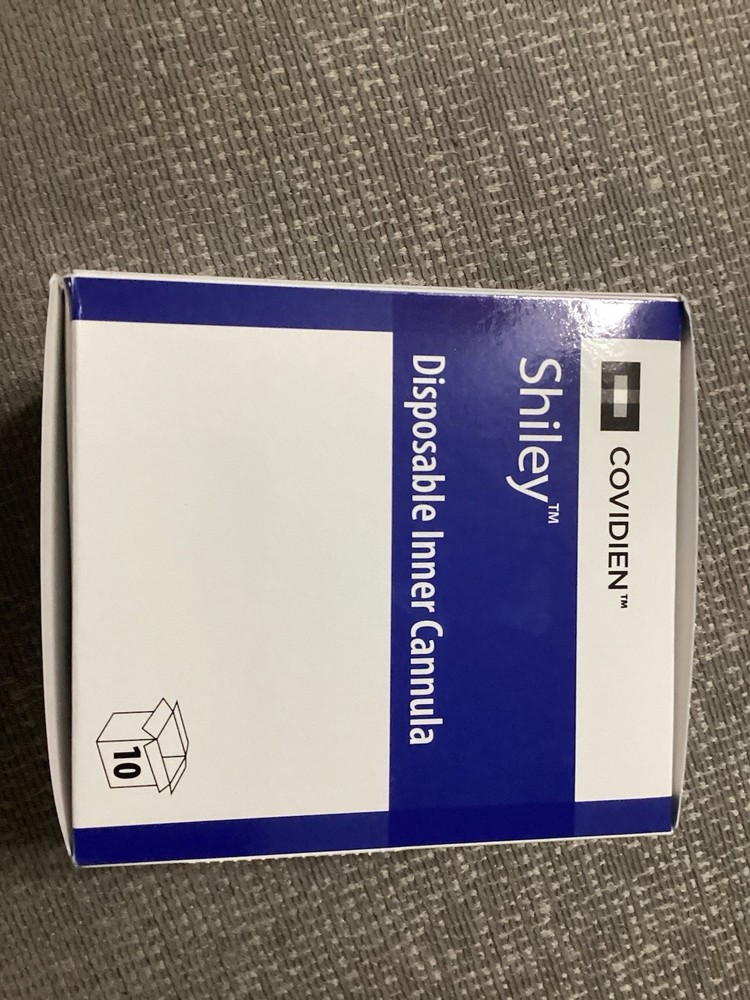 COVIDIEN™
Shiley™
Disposable Inner Cannula
10